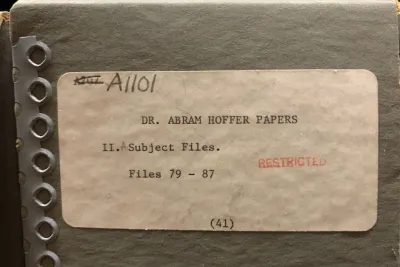 A1101
DR. ABRAM HOFFER PAPERS
II.A Subject Files.
RESTRICTED
Files 79 - 87
(41)